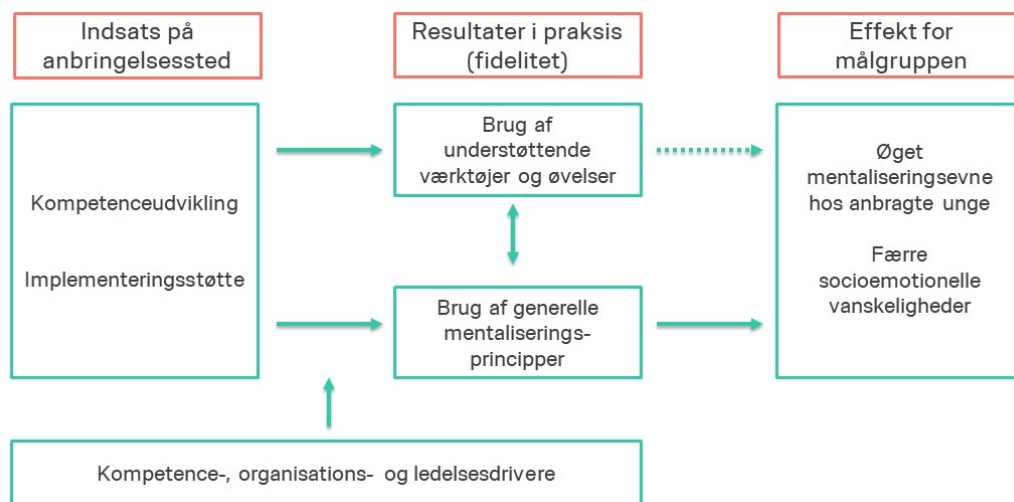 Indsats på
anbringelsessted
Resultater i praksis
(fidelitet)
Effekt for
målgruppen
Kompetenceudvikling
Implementeringsstøtte
Brug af
understøttende
værktøjer og øvelser
Brug af generelle
mentaliserings-
principper
Øget
mentaliseringsevne
hos anbragte unge
Færre
socioemotionelle
vanskeligheder
Kompetence-, organisations- og ledelsesdrivere